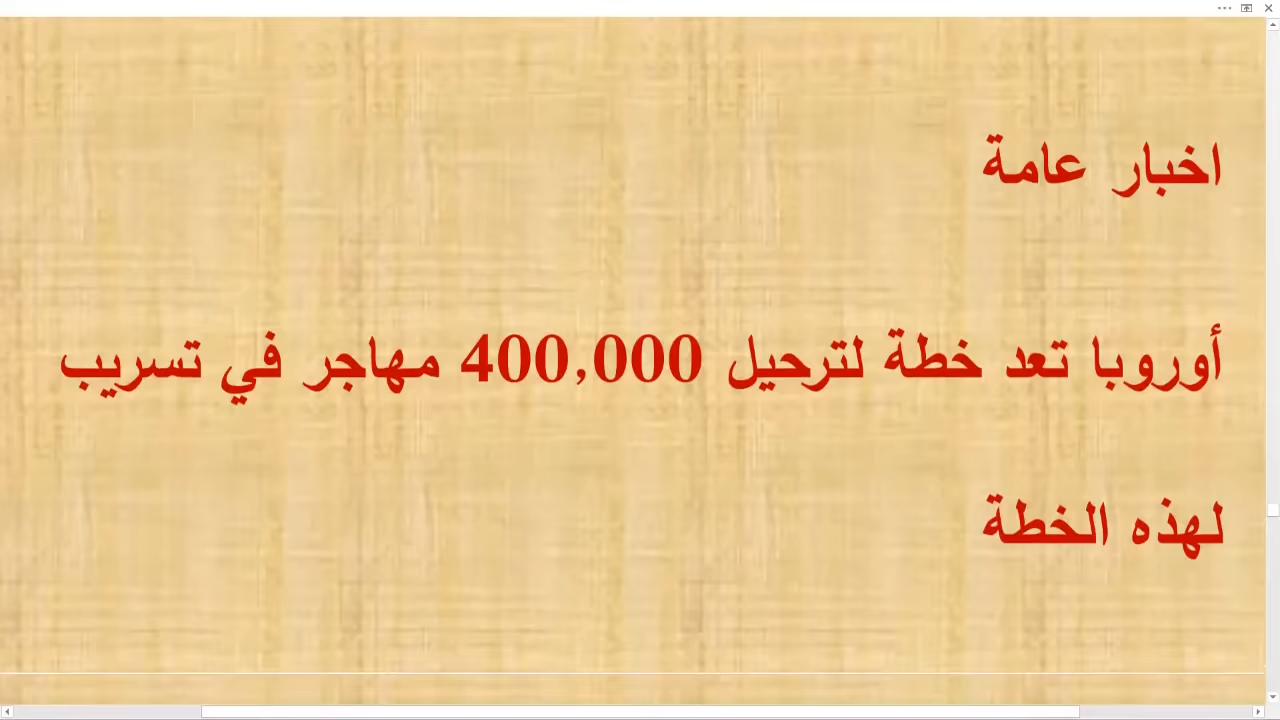 اخبار عامة
أوروبا تعد خطة لترحيل 400,000 مهاجر في تسريب
لهذه الخطة